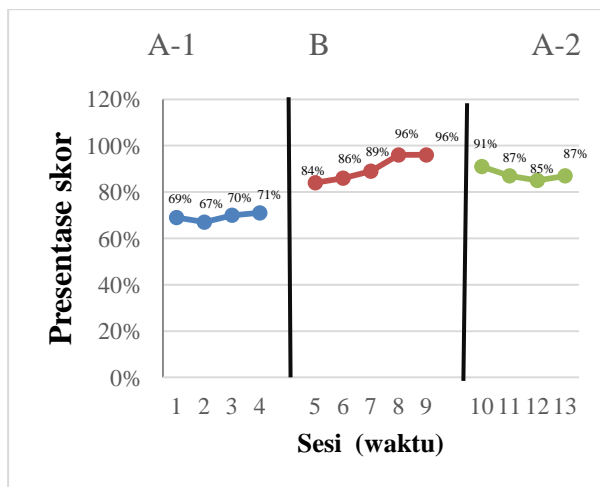 A-1 B A-2
Presentase skor
120%
100%
80%
60%
40%
20%
0%
69% 67% 70% 71% 84% 86% 89% 96% 96% 91% 87% 85% 87%
1 2 3 4 5 6 7 8 9 10 11 12 13
Sesi (waktu)